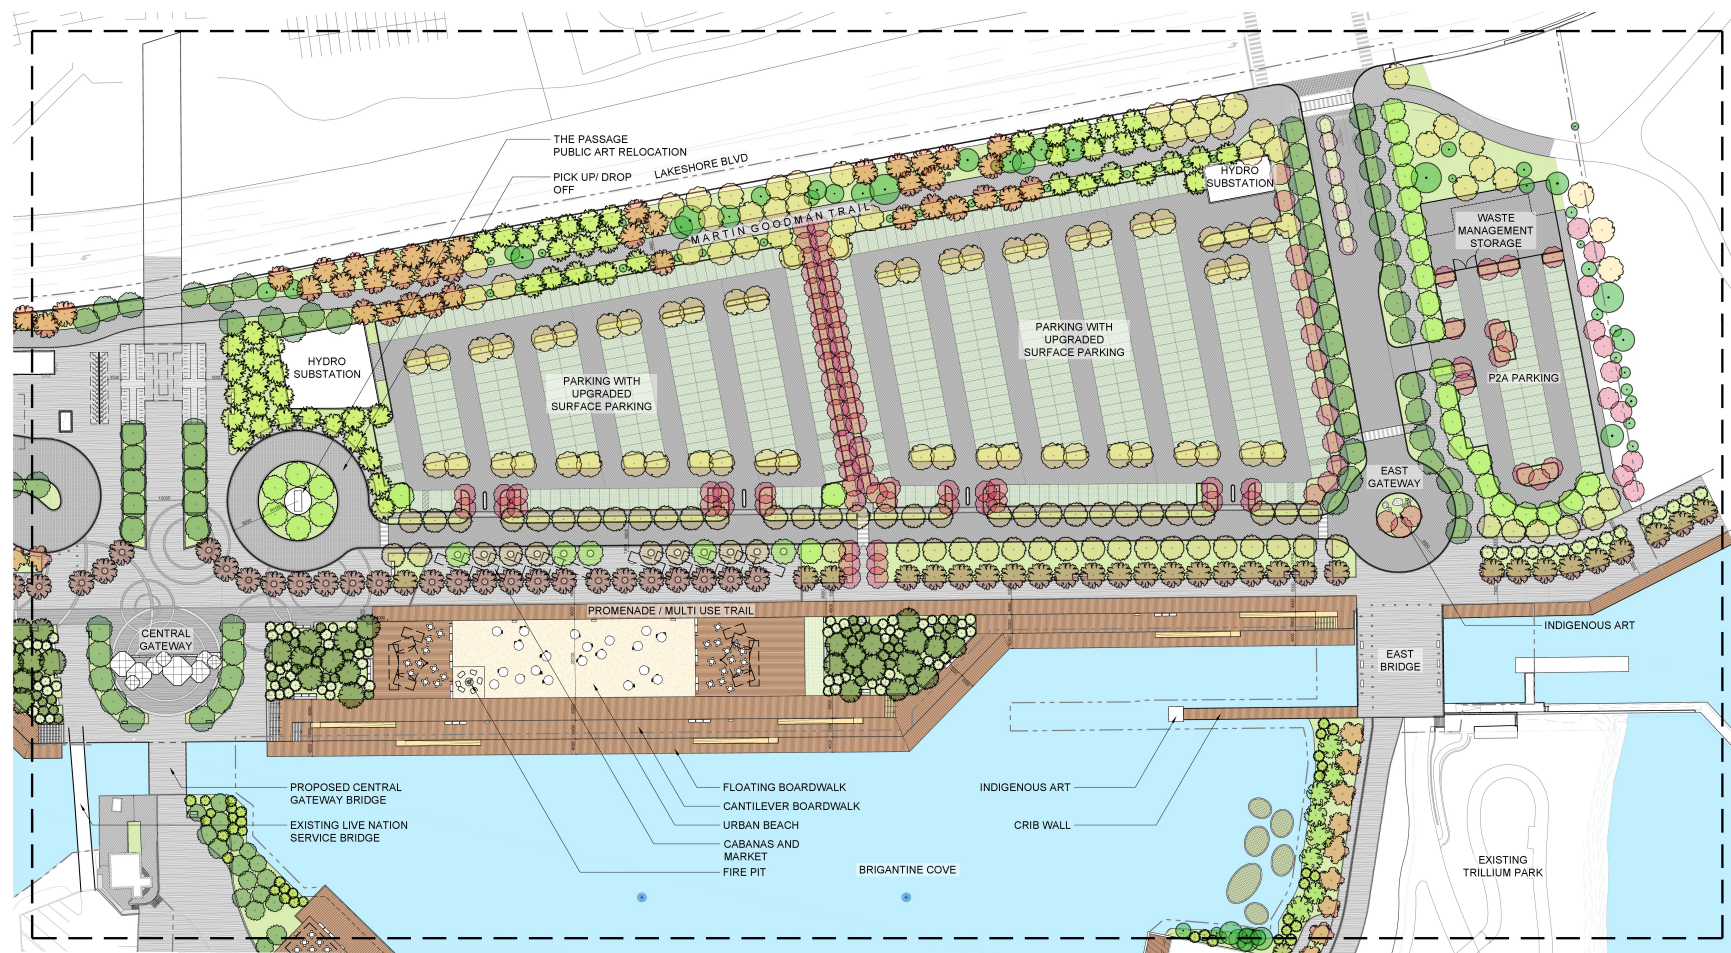 THE PASSAGE
PUBLIC ART RELOCATION
LAKESHORE BLVD
PICK UP/ DROP
OFF
HYDRO
SUBSTATION
MARTIN GOODMAN TRAIL
WASTE
MANAGEMENT
STORAGE
HYDRO
SUBSTATION
PARKING WITH
UPGRADED
SURFACE PARKING
PARKING WITH
UPGRADED
SURFACE PARKING
P2A PARKING
EAST
GATEWAY
PROMENADE / MULTI USE TRAIL
INDIGENOUS ART
CENTRAL
GATEWAY
EAST
BRIDGE
PROPOSED CENTRAL
GATEWAY BRIDGE
EXISTING LIVE NATION
SERVICE BRIDGE
FLOATING BOARDWALK
CANTILEVER BOARDWALK
URBAN BEACH
CABANAS AND
MARKET
FIRE PIT
INDIGENOUS ART
CRIB WALL
BRIGANTINE COVE
EXISTING
TRILLIUM PARK